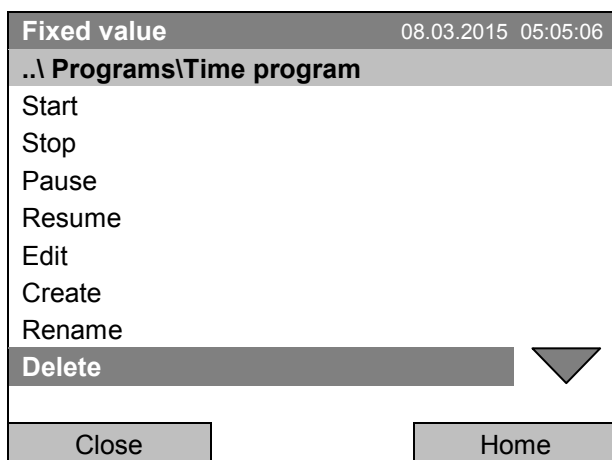 Fixed value 08.03.2015 05:05:06
..\ Programs\Time program
Start
Stop
Pause
Resume
Edit
Create
Rename
Delete
Close Home